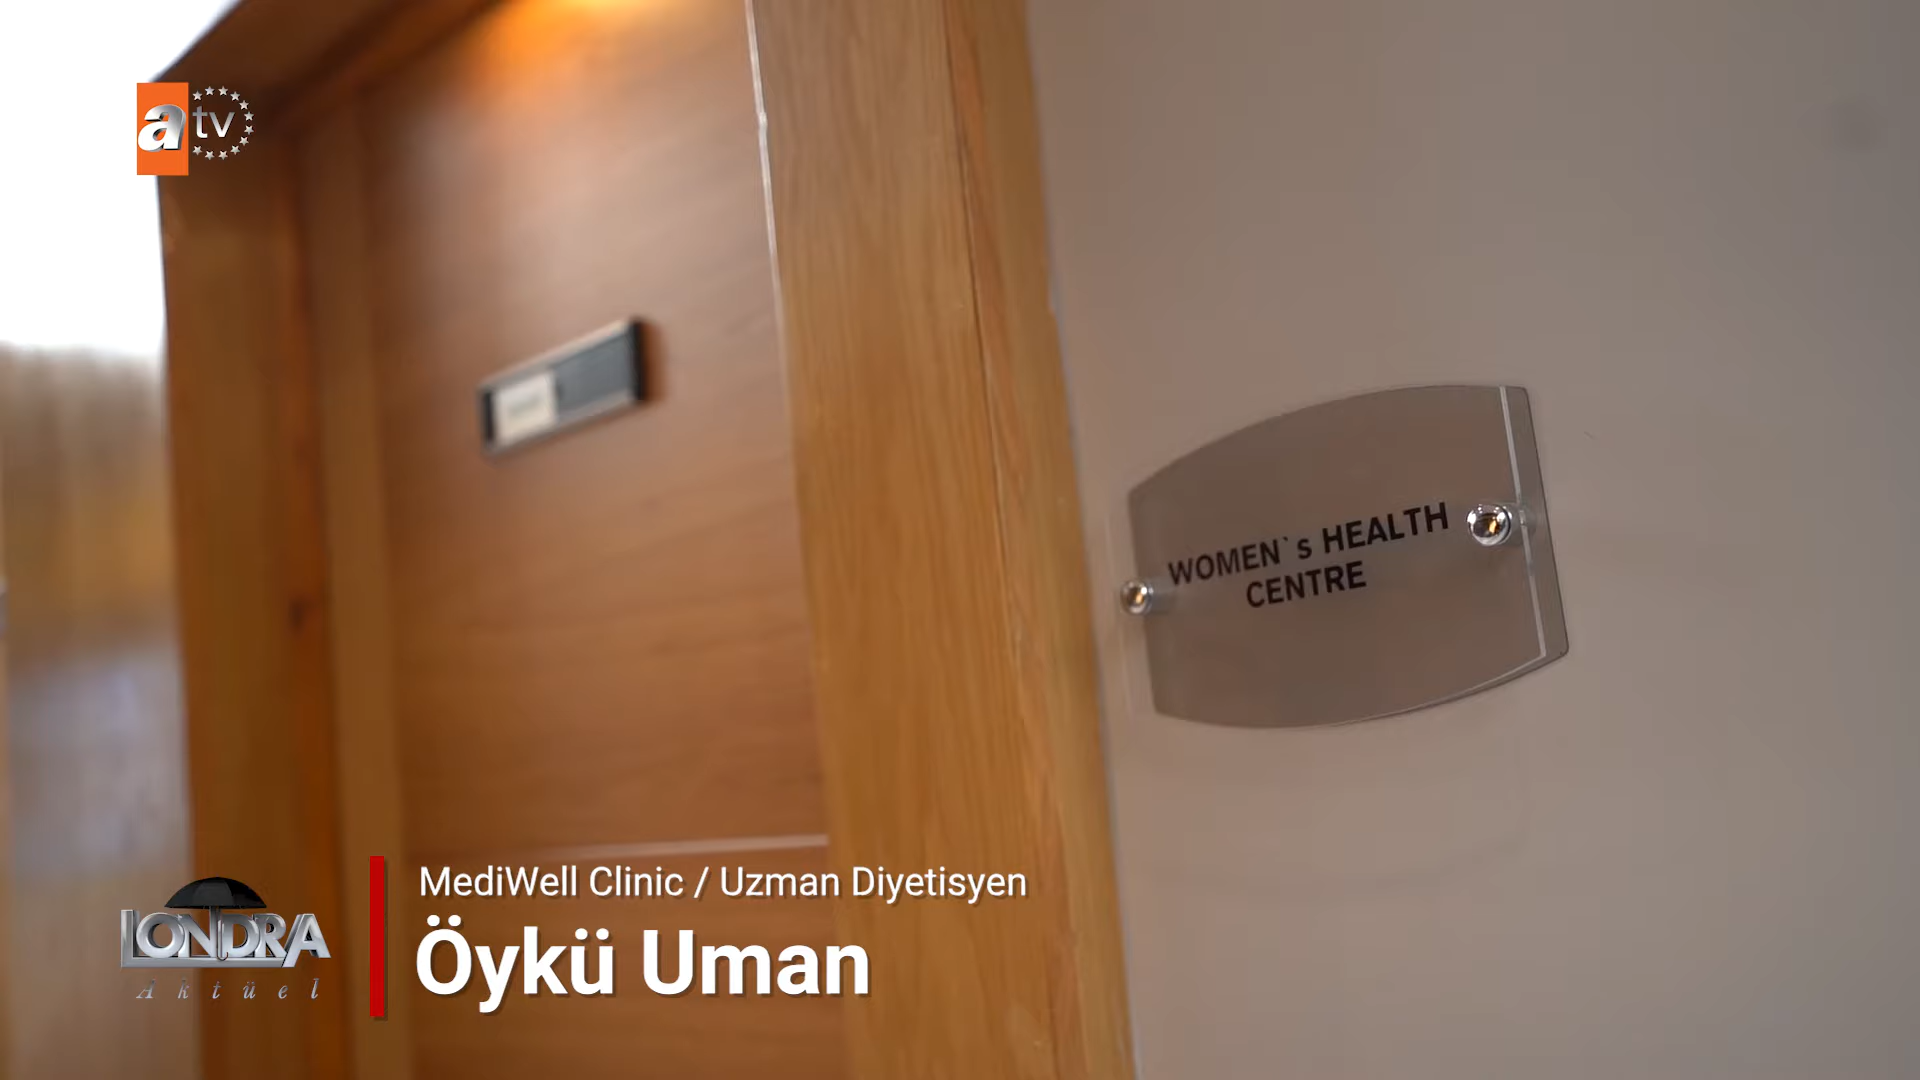 atv
WOMEN`s HEALTH
CENTRE
MediWell Clinic / Uzman Diyetisyen
Öykü Uman
LONDRA
Aktüel